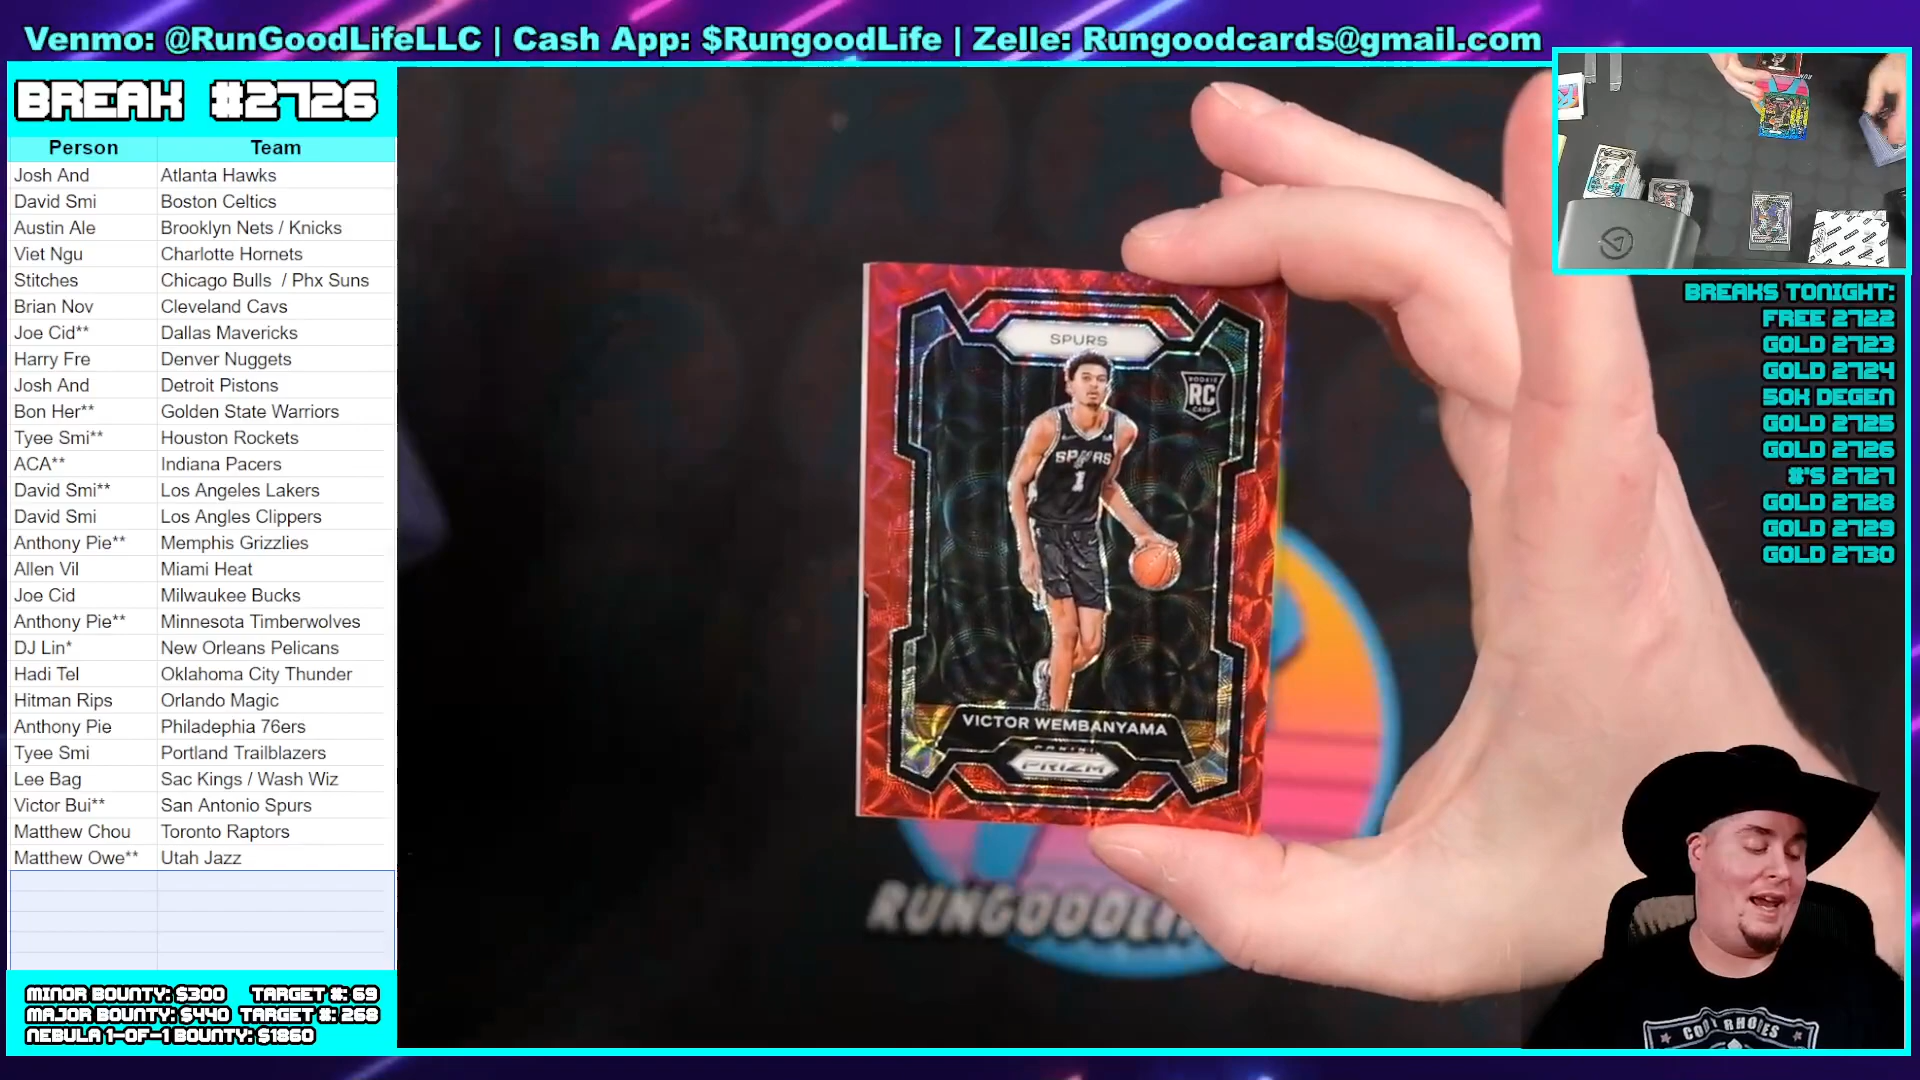 Venmo: @RunGoodLifeLLC | Cash App: $RungoodLife | Zelle: Rungoodcards@gmail.com
BREAK #2726
Person Team
Josh And Atlanta Hawks
David Smi Boston Celtics
Austin Ale Brooklyn Nets / Knicks
Viet Ngu Charlotte Hornets
Stitches Chicago Bulls / Phx Suns
Brian Nov Cleveland Cavs
Joe Cid** Dallas Mavericks
Harry Fre Denver Nuggets
Josh And Detroit Pistons
Bon Her** Golden State Warriors
Tyee Smi** Houston Rockets
ACA** Indiana Pacers
David Smi** Los Angeles Lakers
David Smi Los Angles Clippers
Anthony Pie** Memphis Grizzlies
Allen Vil Miami Heat
Joe Cid Milwaukee Bucks
Anthony Pie** Minnesota Timberwolves
DJ Lin* New Orleans Pelicans
Hadi Tel Oklahoma City Thunder
Hitman Rips Orlando Magic
Anthony Pie Philadephia 76ers
Tyee Smi Portland Trailblazers
Lee Bag Sac Kings / Wash Wiz
Victor Bui** San Antonio Spurs
Matthew Chou Toronto Raptors
Matthew Owe** Utah Jazz
MINOR BOUNTY: $300 TARGET #: 69
MAJOR BOUNTY: $440 TARGET #: 268
NEBULA 1-OF-1 BOUNTY: $1860
SPURS
ROOKIE
RC
CARD
SPURS
1
VICTOR WEMBANYAMA
PANINI
PRIZM
BREAKS TONIGHT:
FREE 2722
GOLD 2723
GOLD 2724
50K DEGEN
GOLD 2725
GOLD 2726
#'S 2727
GOLD 2728
GOLD 2729
GOLD 2730
CODY RHODES